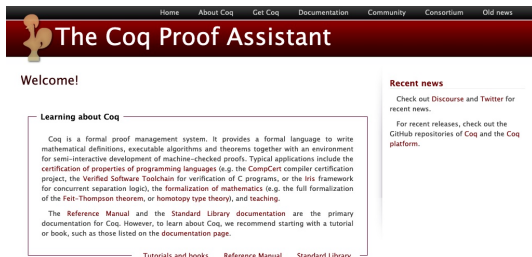 Home About Coq Get Coq Documentation Community Consortium Old news
The Coq Proof Assistant
Welcome!
Learning about Coq
Coq is a formal proof management system. It provides a formal language to write
mathematical definitions, executable algorithms and theorems together with an environment
for semi-interactive development of machine-checked proofs. Typical applications include the
certification of properties of programming languages (e.g. the CompCert compiler certification
project, the Verified Software Toolchain for verification of C programs, or the Iris framework
for concurrent separation logic), the formalization of mathematics (e.g. the full formalization
of the Feit-Thompson theorem, or homotopy type theory), and teaching.
The Reference Manual and the Standard Library documentation are the primary
documentation for Coq. However, to learn about Coq, we recommend starting with a tutorial
or book, such as those listed on the documentation page.
Tutorials and books Reference Manual Standard Library
Recent news
Check out Discourse and Twitter for
recent news.
For recent releases, check out the
GitHub repositories of Coq and the Coq
platform.